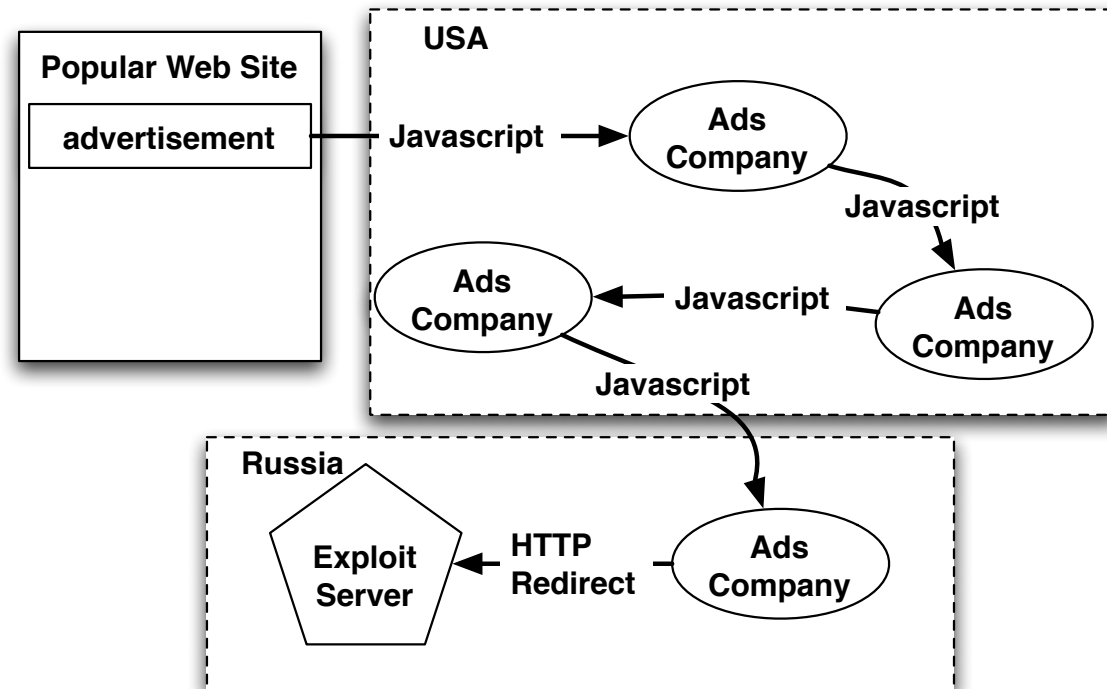 Popular Web Site
advertisement
USA
Javascript
Ads
Company
Javascript
Ads
Company
Javascript
Ads
Company
Javascript
Russia
Ads
Company
HTTP
Redirect
Exploit
Server